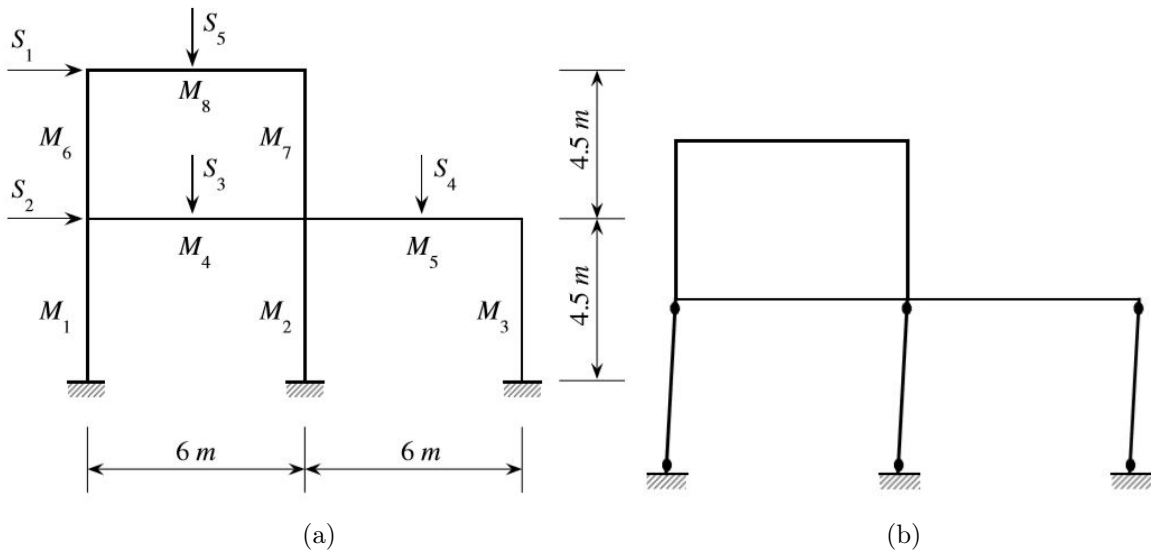 S₅
S₁
M₈
M₆ M₇
4.5 m
S₃ S₄
S₂
M₄ M₅
M₁ M₂ M₃
4.5 m
6 m 6 m
(a) (b)